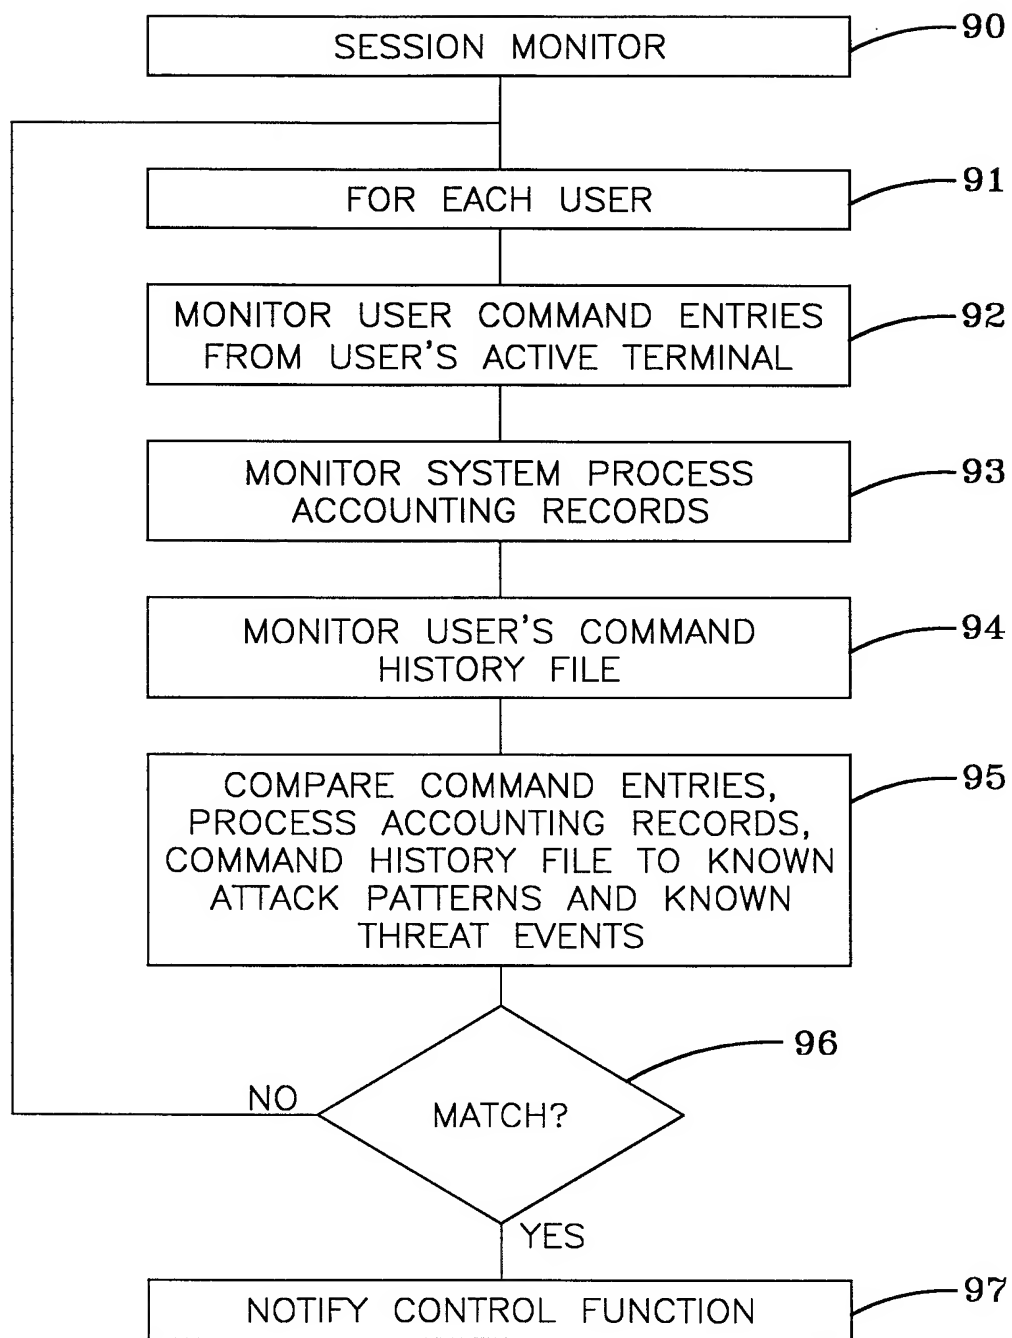 SESSION MONITOR
90
FOR EACH USER
91
MONITOR USER COMMAND ENTRIES
FROM USER'S ACTIVE TERMINAL
92
MONITOR SYSTEM PROCESS
ACCOUNTING RECORDS
93
MONITOR USER'S COMMAND
HISTORY FILE
94
COMPARE COMMAND ENTRIES,
PROCESS ACCOUNTING RECORDS,
COMMAND HISTORY FILE TO KNOWN
ATTACK PATTERNS AND KNOWN
THREAT EVENTS
95
MATCH?
96
NO
YES
NOTIFY CONTROL FUNCTION
97